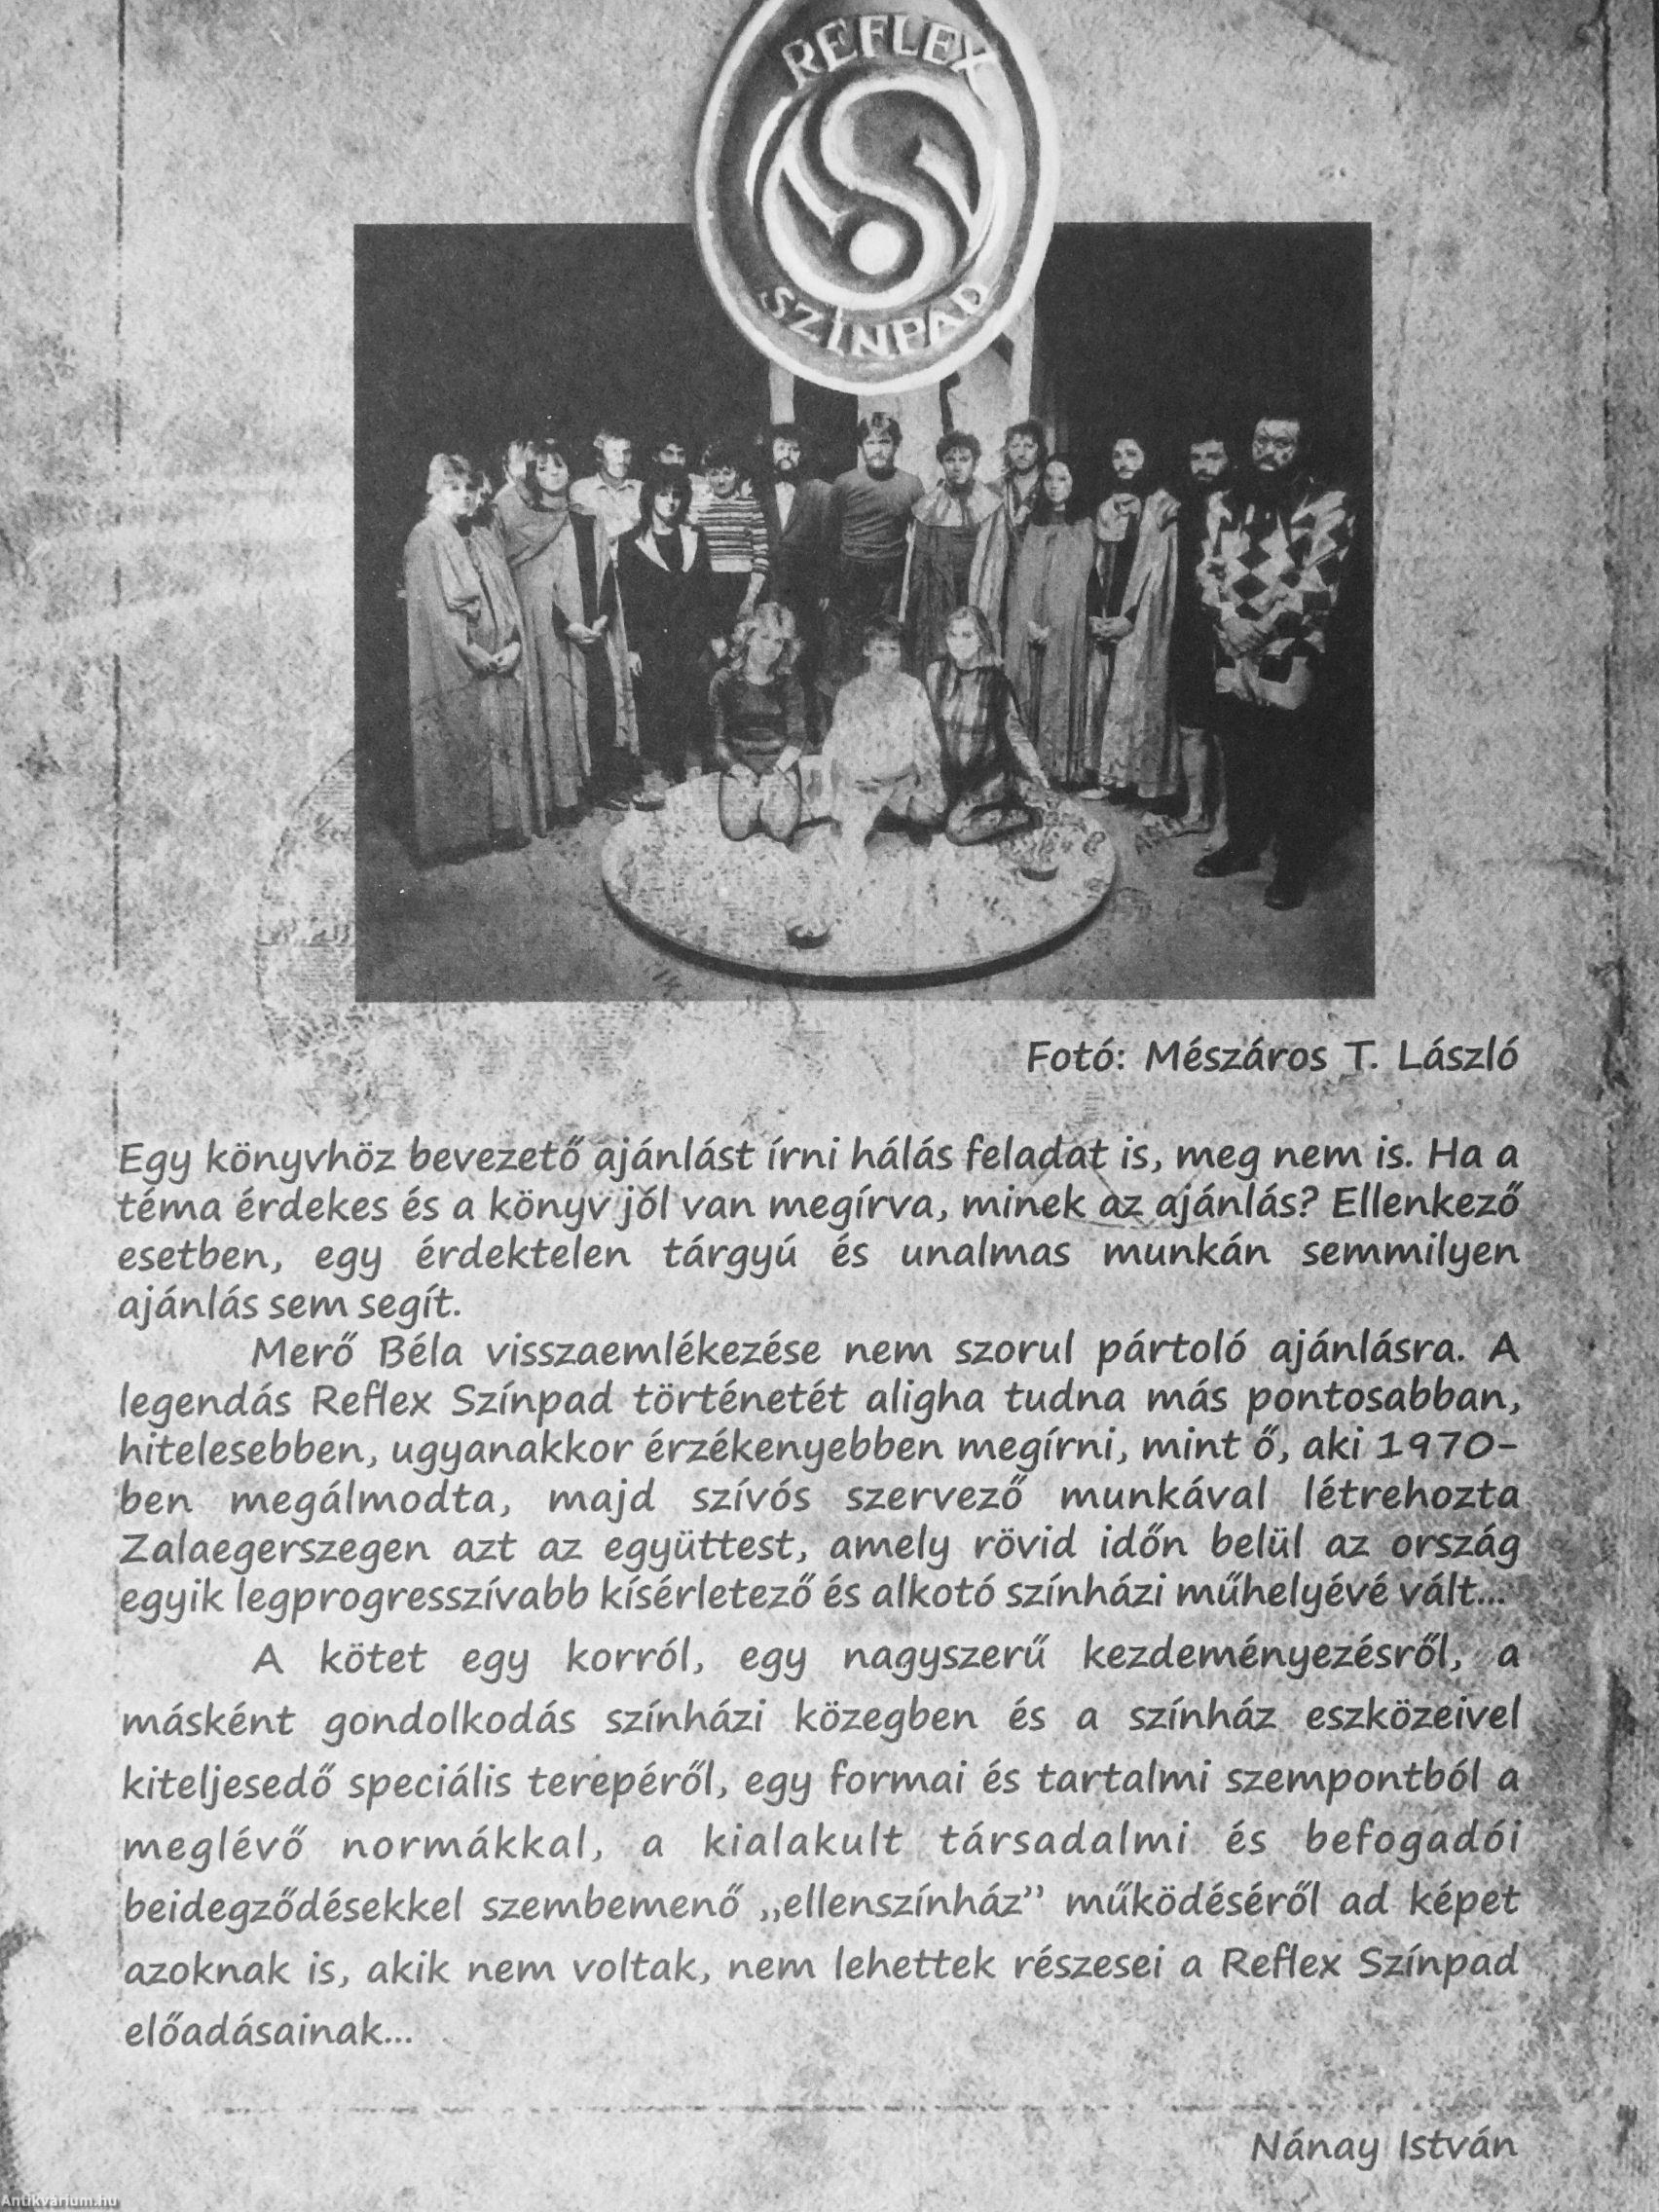 REFLEX
SZÍNPAD
Fotó: Mészáros T. László
Egy könyvhöz bevezető ajánlást írni hálás feladat is, meg nem is. Ha a
téma érdekes és a könyv jól van megírva, minek az ajánlás? Ellenkező
esetben, egy érdektelen tárgyú és unalmas munkán semmilyen
ajánlás sem segít.
Merő Béla visszaemlékezése nem szorul pártoló ajánlásra. A
legendás Reflex Színpad történetét aligha tudna más pontosabban,
hitelesebben, ugyanakkor érzékenyebben megírni, mint ő, aki 1970-
ben megálmodta, majd szívós szervező munkával létrehozta
Zalaegerszegen azt az együttest, amely rövid időn belül az ország
egyik legprogresszívabb kísérletező és alkotó színházi műhelyévé vált...
A kötet egy korról, egy nagyszerű kezdeményezésről, a
másként gondolkodás színházi közegben és a színház eszközeivel
kiteljesedő speciális terepéről, egy formai és tartalmi szempontból a
meglévő normákkal, a kialakult társadalmi és befogadói
beidegződésekkel szembemenő „ellenszínház” működéséről ad képet
azoknak is, akik nem voltak, nem lehettek részesei a Reflex Színpad
előadásainak...
Nánay István
Antikvarium.hu